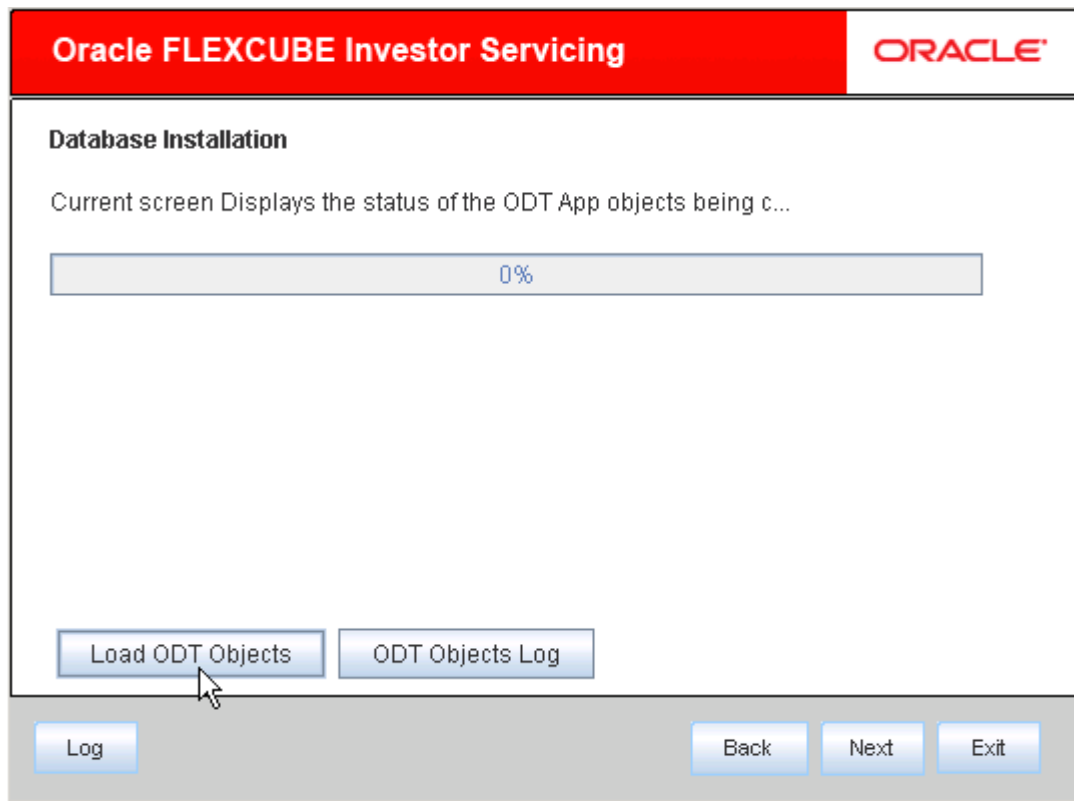 Oracle FLEXCUBE Investor Servicing
ORACLE
Database Installation
Current screen Displays the status of the ODT App objects being c...
0%
Load ODT Objects
ODT Objects Log
Log
Back
Next
Exit